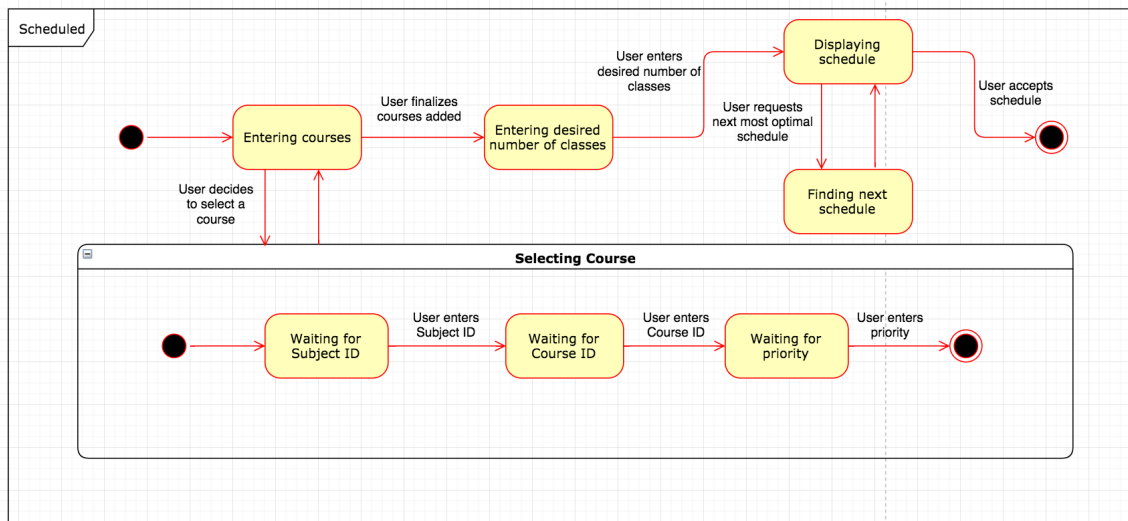 Scheduled
Displaying
schedule
User enters
desired number of
classes
User accepts
schedule
User finalizes
courses added
User requests
next most optimal
schedule
Entering courses
Entering desired
number of classes
User decides
to select a
course
Finding next
schedule
Selecting Course
Waiting for
Subject ID
User enters
Subject ID
Waiting for
Course ID
User enters
Course ID
Waiting for
priority
User enters
priority